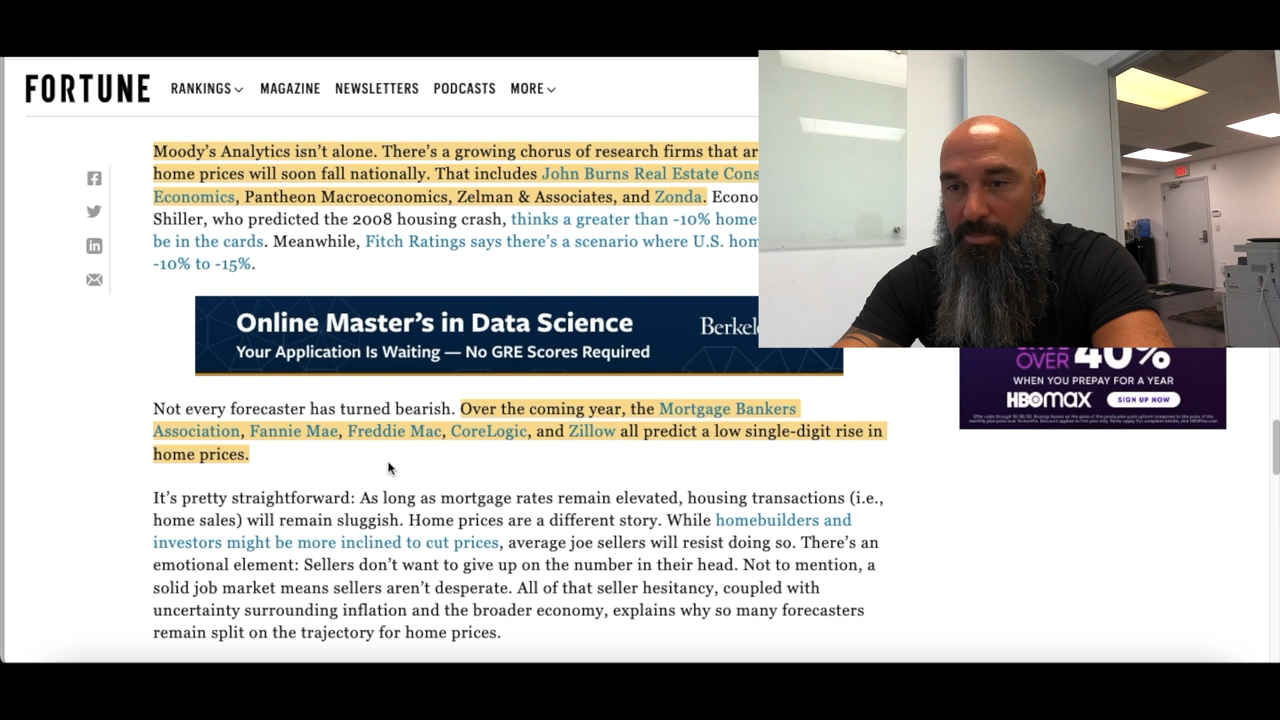 FORTUNE RANKINGS MAGAZINE NEWSLETTERS PODCASTS MORE
Moody's Analytics isn't alone. There's a growing chorus of research firms that
home prices will soon fall nationally. That includes John Burns Real Estate
Economics, Pantheon Macroeconomics, Zelman & Associates, and Zonda.
Shiller, who predicted the 2008 housing crash, thinks a greater than -10% home
be in the cards. Meanwhile, Fitch Ratings says there's a scenario where U.S.
-10% to -15%.
Online Master's in Data Science
Your Application Is Waiting — No GRE Scores Required
OVER 40%
WHEN YOU PREPAY FOR A YEAR
HBOMAX SIGN UP NOW
Not every forecaster has turned bearish. Over the coming year, the Mortgage Bankers
Association, Fannie Mae, Freddie Mac, CoreLogic, and Zillow all predict a low single-digit rise in
home prices.
It's pretty straightforward: As long as mortgage rates remain elevated, housing transactions (i.e.,
home sales) will remain sluggish. Home prices are a different story. While homebuilders and
investors might be more inclined to cut prices, average joe sellers will resist doing so. There's an
emotional element: Sellers don't want to give up on the number in their head. Not to mention, a
solid job market means sellers aren't desperate. All of that seller hesitancy, coupled with
uncertainty surrounding inflation and the broader economy, explains why so many forecasters
remain split on the trajectory for home prices.